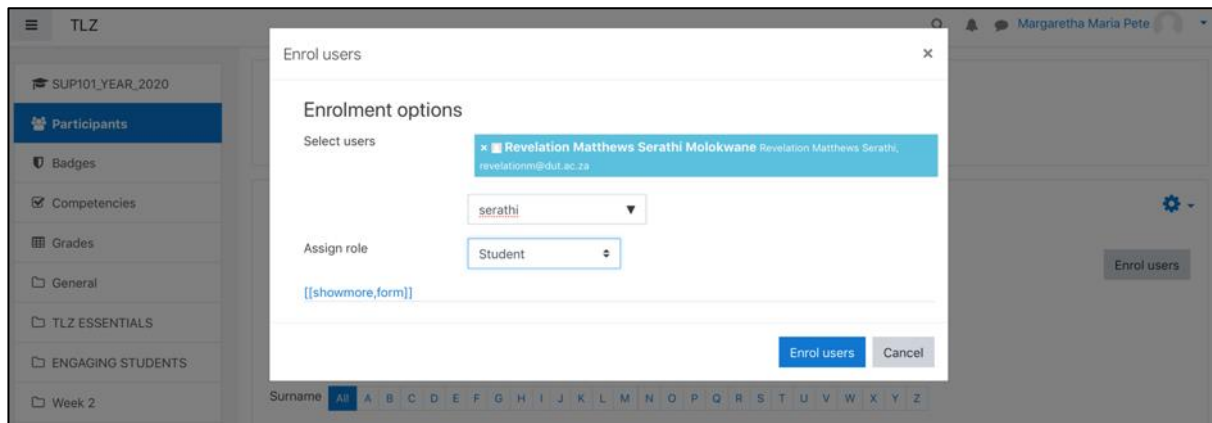 TLZ
Margaretha Maria Pete
Enrol users
×
SUP101_YEAR_2020
Participants
Badges
Competencies
Grades
General
TLZ ESSENTIALS
ENGAGING STUDENTS
Week 2
Enrolment options
Select users
× Revelation Matthews Serathi Molokwane Revelation Matthews Serathi,
revelationm@dut.ac.za
serathi
Assign role
Student
[[showmore,form]]
Enrol users
Enrol users Cancel
Surname All A B C D E F G H I J K L M N O P Q R S T U V W X Y Z